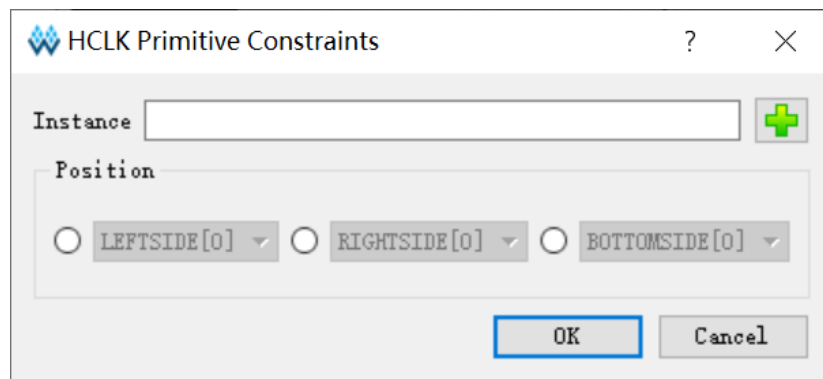 HCLK Primitive Constraints ?
Instance
Position
LEFTSIDE[0] RIGHTSIDE[0] BOTTOMSIDE[0]
OK Cancel